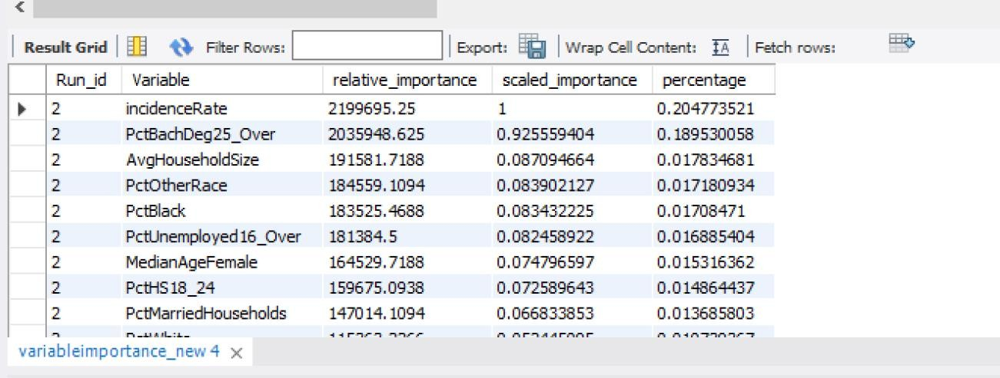 Result Grid Filter Rows: Export: Wrap Cell Content: IA Fetch rows:
Run_id Variable relative_importance scaled_importance percentage
2 incidenceRate 2199695.25 1 0.204773521
2 PctBachDeg25_Over 2035948.625 0.925559404 0.189530058
2 AvgHouseholdSize 191581.7188 0.087094664 0.017834681
2 PctOtherRace 184559.1094 0.083902127 0.017180934
2 PctBlack 183525.4688 0.083432225 0.01708471
2 PctUnemployed16_Over 181384.5 0.082458922 0.016885404
2 MedianAgeFemale 164529.7188 0.074796597 0.015316362
2 PctHS18_24 159675.0938 0.072589643 0.014864437
2 PctMarriedHouseholds 147014.1094 0.066833853 0.013685803
2 PctWhite
variableimportance_new 4